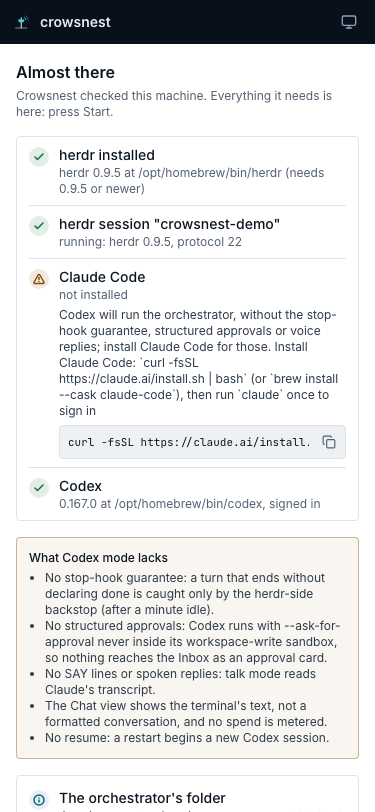 crowsnest
Almost there
Crowsnest checked this machine. Everything it needs is
here: press Start.
herdr installed
herdr 0.9.5 at /opt/homebrew/bin/herdr (needs
0.9.5 or newer)
herdr session "crowsnest-demo"
running: herdr 0.9.5, protocol 22
Claude Code
not installed
Codex will run the orchestrator, without the stop-
hook guarantee, structured approvals or voice
replies; install Claude Code for those. Install
Claude Code: `curl -fsSL
https://claude.ai/install.sh | bash` (or `brew install
--cask claude-code`), then run `claude` once to
sign in
curl -fsSL https://claude.ai/install.
Codex
0.167.0 at /opt/homebrew/bin/codex, signed in
What Codex mode lacks
• No stop-hook guarantee: a turn that ends without
declaring done is caught only by the herdr-side
backstop (after a minute idle).
• No structured approvals: Codex runs with --ask-for-
approval never inside its workspace-write sandbox,
so nothing reaches the Inbox as an approval card.
• No SAY lines or spoken replies: talk mode reads
Claude's transcript.
• The Chat view shows the terminal's text, not a
formatted conversation, and no spend is metered.
• No resume: a restart begins a new Codex session.
The orchestrator's folder